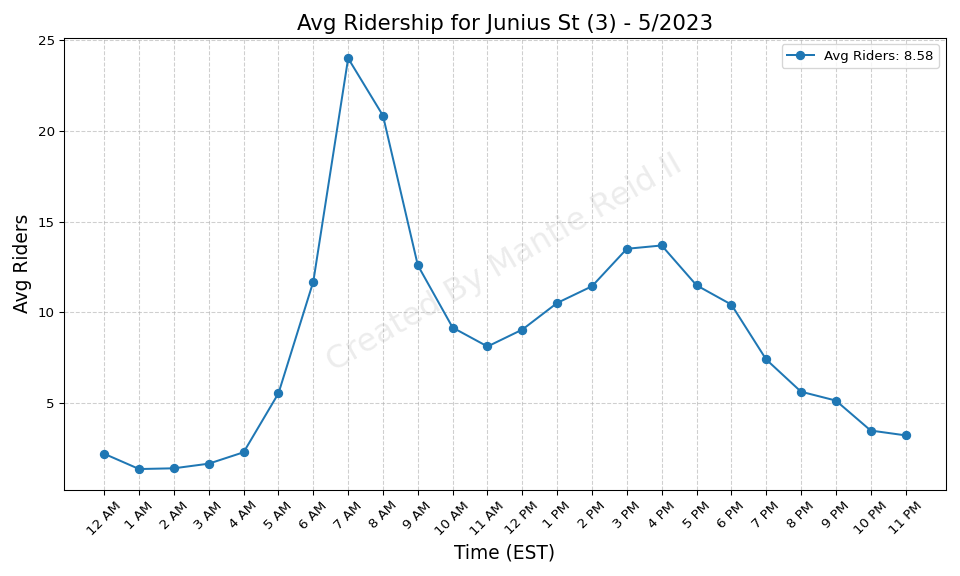 Avg Ridership for Junius St (3) - 5/2023
Avg Riders: 8.58
25
20
15
10
5
Avg Riders
Created By Mantle Reid II
12 AM
1 AM
2 AM
3 AM
4 AM
5 AM
6 AM
7 AM
8 AM
9 AM
10 AM
11 AM
12 PM
1 PM
2 PM
3 PM
4 PM
5 PM
6 PM
7 PM
8 PM
9 PM
10 PM
11 PM
Time (EST)